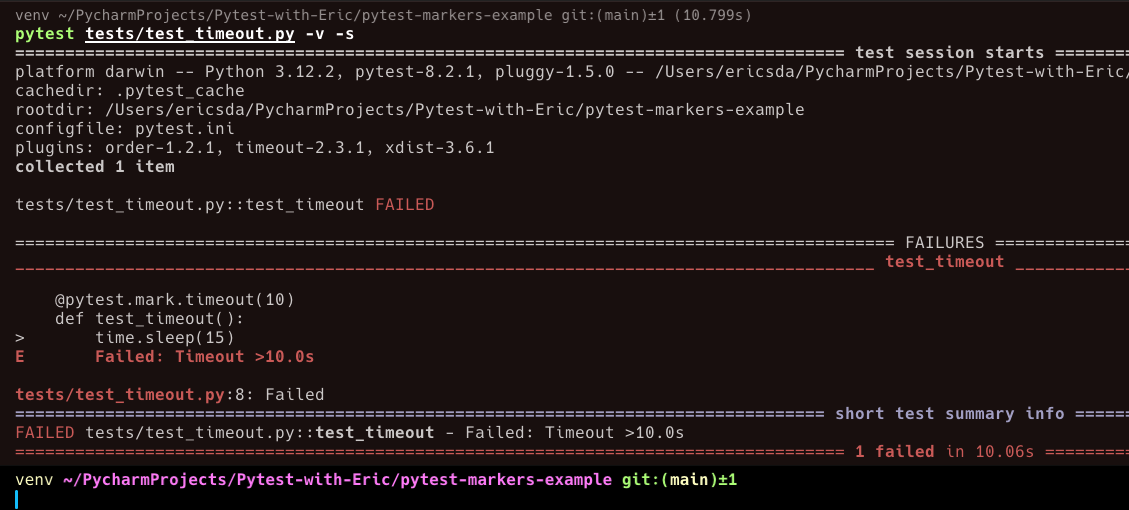 venv ~/PycharmProjects/Pytest-with-Eric/pytest-markers-example git:(main)±1 (10.799s)
pytest tests/test_timeout.py -v -s
=================================================================================== test session starts ========
platform darwin -- Python 3.12.2, pytest-8.2.1, pluggy-1.5.0 -- /Users/ericsda/PycharmProjects/Pytest-with-Eric/
cachedir: .pytest_cache
rootdir: /Users/ericsda/PycharmProjects/Pytest-with-Eric/pytest-markers-example
configfile: pytest.ini
plugins: order-1.2.1, timeout-2.3.1, xdist-3.6.1
collected 1 item
tests/test_timeout.py::test_timeout FAILED
======================================================================================== FAILURES ==============
______________________________________________________________________________________ test_timeout ____________
@pytest.mark.timeout(10)
def test_timeout():
>       time.sleep(15)
E       Failed: Timeout >10.0s
tests/test_timeout.py:8: Failed
================================================================================= short test summary info ======
FAILED tests/test_timeout.py::test_timeout - Failed: Timeout >10.0s
=================================================================================== 1 failed in 10.06s =========
venv ~/PycharmProjects/Pytest-with-Eric/pytest-markers-example git:(main)±1